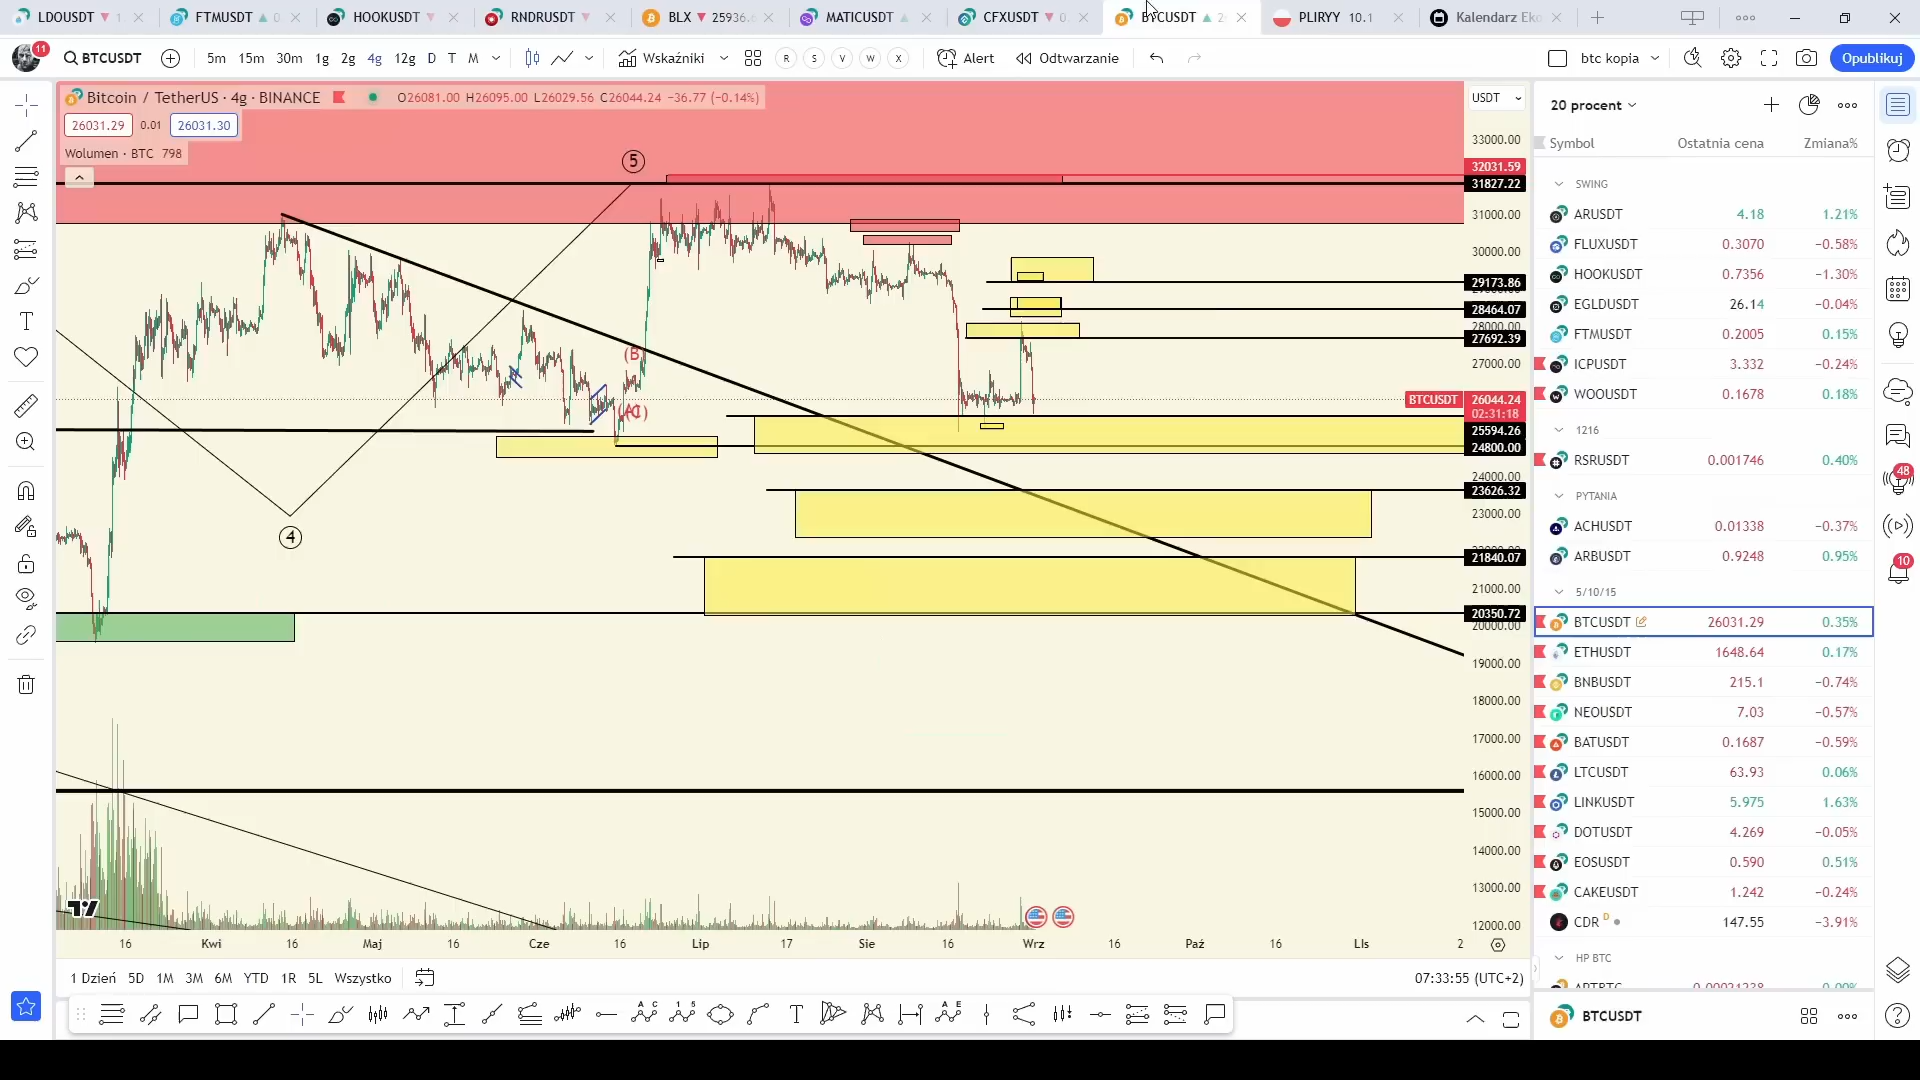 LDOUSDT 1
FTMUSDT 0
HOOKUSDT
RNDRUSDT
BLX 25936.
MATICUSDT
CFXUSDT 0.
BTCUSDT
PLIRYY 10.1
Kalendarz Eko
11
BTCUSDT
5m 15m 30m 1g 2g 4g 12g D T M
Wskaźniki
R S V W X
Alert
Odtwarzanie
btc kopia
Opublikuj
Bitcoin / TetherUS · 4g · BINANCE
O26081.00 H26095.00 L26029.56 C26044.24 −36.77 (−0.14%)
26031.29 0.01 26031.30
Wolumen · BTC 798
USDT
33000.00
32031.59
31827.22
31000.00
30000.00
29173.86
28464.07
28000.00
27692.39
27000.00
BTCUSDT 26044.24
02:31:18
25594.26
24800.00
24000.00
23626.32
23000.00
21840.07
21000.00
20350.72
20000.00
19000.00
18000.00
17000.00
16000.00
15000.00
14000.00
13000.00
12000.00
5
4
(B)
16 Kwi 16 Maj 16 Cze 16 Lip 17 Sie 16 Wrz 16 Paź 16 LIs 2
1 Dzień 5D 1M 3M 6M YTD 1R 5L Wszystko
07:33:55 (UTC+2)
20 procent
Symbol Ostatnia cena Zmiana%
SWING
ARUSDT 4.18 1.21%
FLUXUSDT 0.3070 −0.58%
HOOKUSDT 0.7356 −1.30%
EGLDUSDT 26.14 −0.04%
FTMUSDT 0.2005 0.15%
ICPUSDT 3.332 −0.24%
WOOUSDT 0.1678 0.18%
1216
RSRUSDT 0.001746 0.40%
PYTANIA
ACHUSDT 0.01338 −0.37%
ARBUSDT 0.9248 0.95%
5/10/15
BTCUSDT 26031.29 0.35%
ETHUSDT 1648.64 0.17%
BNBUSDT 215.1 −0.74%
NEOUSDT 7.03 −0.57%
BATUSDT 0.1687 −0.59%
LTCUSDT 63.93 0.06%
LINKUSDT 5.975 1.63%
DOTUSDT 4.269 −0.05%
EOSUSDT 0.590 0.51%
CAKEUSDT 1.242 −0.24%
CDR D 147.55 −3.91%
HP BTC
BTCUSDT
48
10